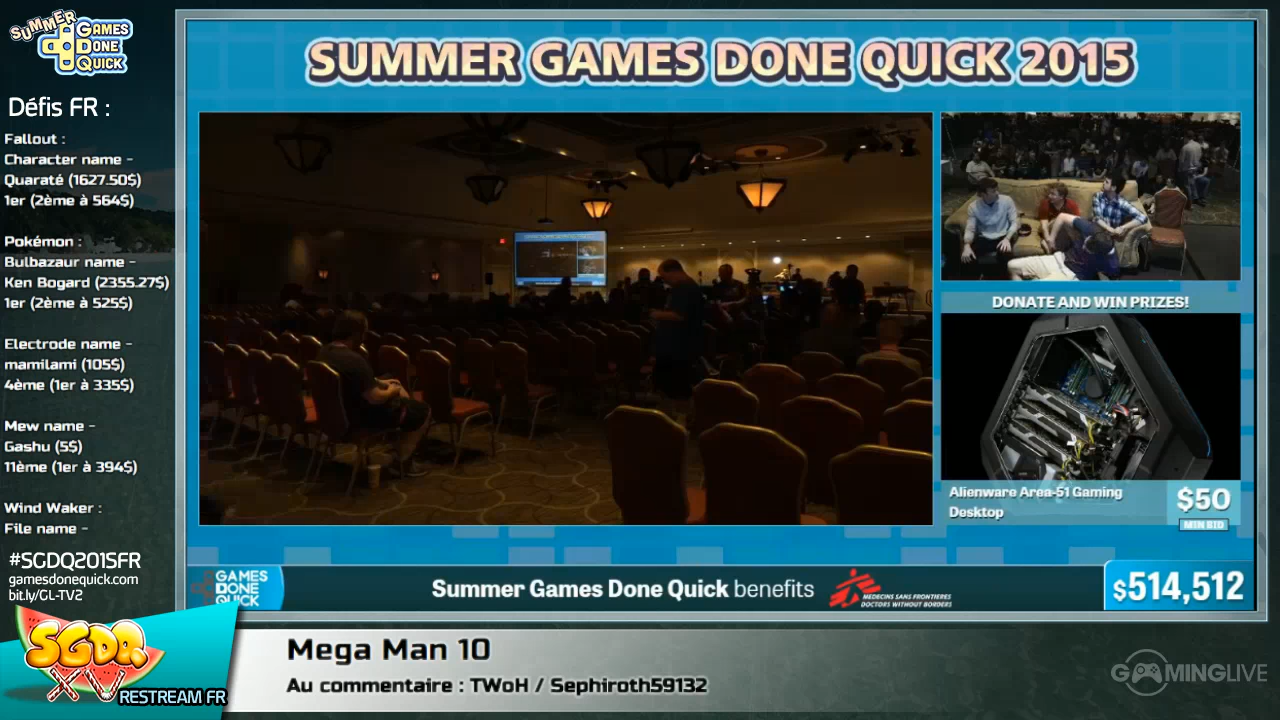 SUMMER
GAMES
DONE
QUICK
Défis FR :
Fallout :
Character name -
Quaraté (1627.50$)
1er (2ème à 564$)
Pokémon :
Bulbazaur name -
Ken Bogard (2355.27$)
1er (2ème à 525$)
Electrode name -
mamilami (105$)
4ème (1er à 335$)
Mew name -
Gashu (5$)
11ème (1er à 394$)
Wind Waker :
File name -
#SGDQ2015FR
gamesdonequick.com
bit.ly/GL-TV2
SGDQ
XV
RESTREAM FR
SUMMER GAMES DONE QUICK 2015
DONATE AND WIN PRIZES!
Alienware Area-51 Gaming
Desktop
$50
MIN BID
GAMES
DONE
QUICK
Summer Games Done Quick benefits
MEDECINS SANS FRONTIERES
DOCTORS WITHOUT BORDERS
$514,512
Mega Man 10
Au commentaire : TWoH / Sephiroth59132
GAMINGLIVE